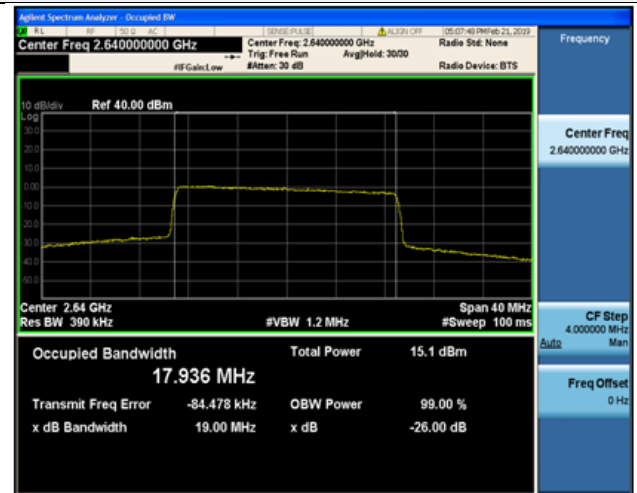 Agilent Spectrum Analyzer - Occupied BW
RL RF 50 Ω AC SENSE:PULSE ALIGN OFF 05:07:48 PM Feb 21, 2019
Center Freq 2.640000000 GHz
Center Freq: 2.640000000 GHz
Radio Std: None
Trig: Free Run Avg|Hold: 30/30
#IFGain:Low #Atten: 30 dB
Radio Device: BTS
Frequency
10 dB/div Ref 40.00 dBm
Log
30.0
20.0
10.0
0.00
-10.0
-20.0
-30.0
-40.0
-50.0
Center 2.64 GHz Span 40 MHz
Res BW 390 kHz #VBW 1.2 MHz #Sweep 100 ms
Occupied Bandwidth Total Power 15.1 dBm
17.936 MHz
Transmit Freq Error -84.478 kHz OBW Power 99.00 %
x dB Bandwidth 19.00 MHz x dB -26.00 dB
Center Freq
2.640000000 GHz
CF Step
4.000000 MHz
Auto Man
Freq Offset
0 Hz